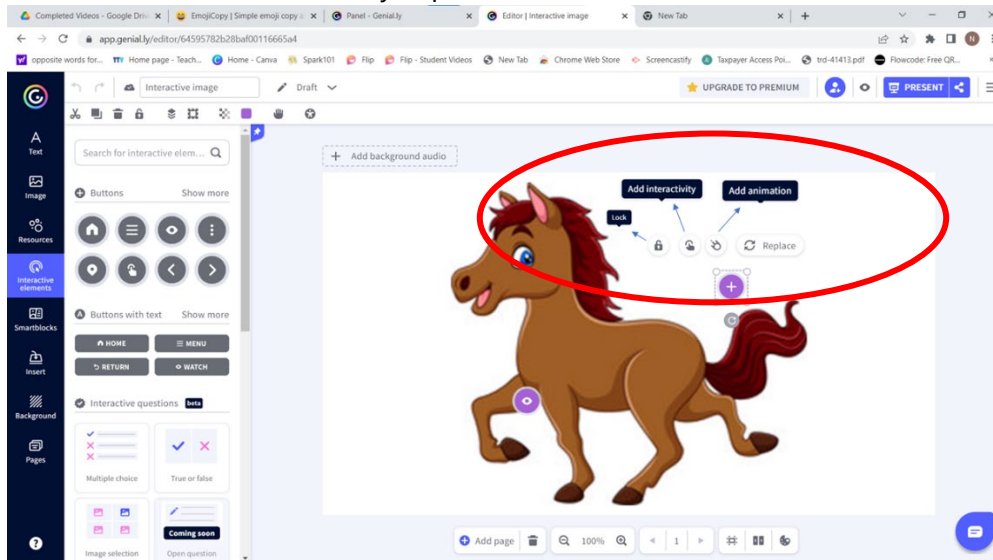 Completed Videos - Google Driv
EmojiCopy | Simple emoji copy a
Panel - Genial.ly
Editor | Interactive image
New Tab
app.genial.ly/editor/64595782b28baf00116665a4
N
opposite words for...
Home page - Teach...
Home - Canva
Spark101
Flip
Flip - Student Videos
New Tab
Chrome Web Store
Screencastify
Taxpayer Access Poi...
trd-41413.pdf
Flowcode: Free QR...
Interactive image
Draft
UPGRADE TO PREMIUM
PRESENT
Text
Image
Resources
Interactive
elements
Smartblocks
Insert
Background
Pages
Search for interactive elem...
Buttons
Show more
Buttons with text
Show more
HOME
MENU
RETURN
WATCH
Interactive questions
beta
Multiple choice
True or false
Image selection
Coming soon
Open question
Add background audio
Add interactivity
Add animation
Lock
Replace
Add page
100%
1